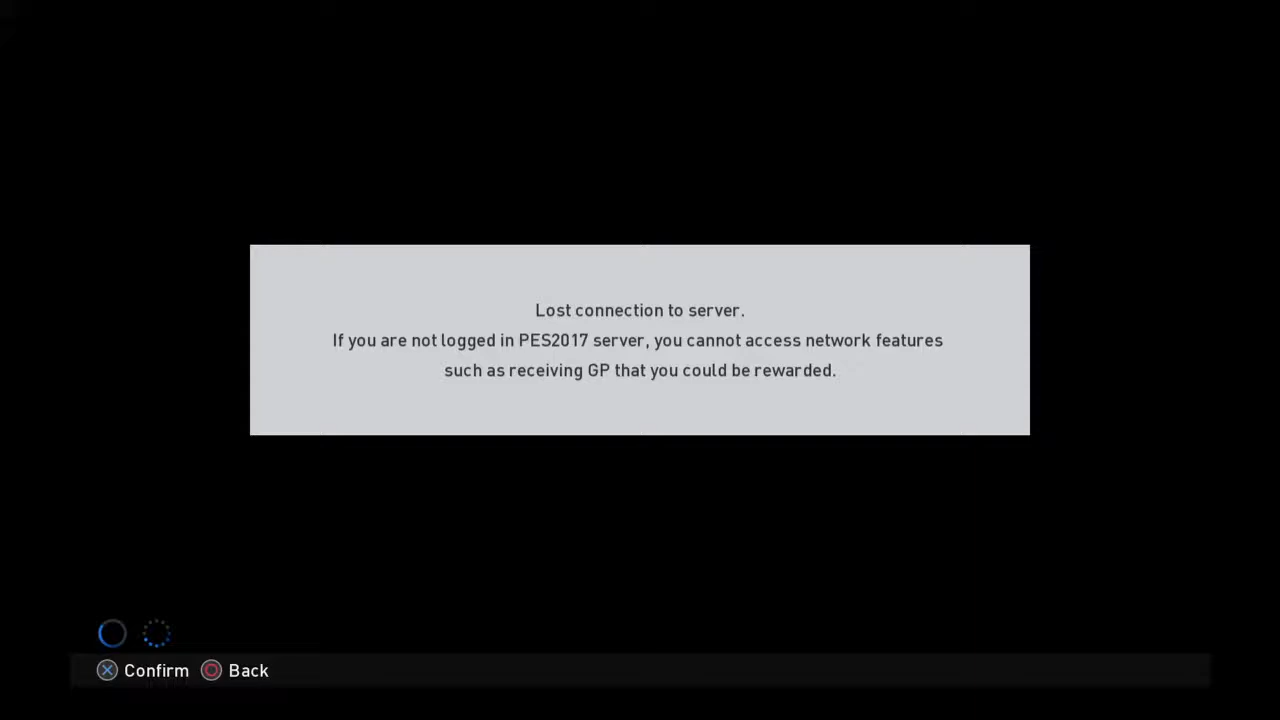 Lost connection to server.
If you are not logged in PES2017 server, you cannot access network features
such as receiving GP that you could be rewarded.
Confirm Back